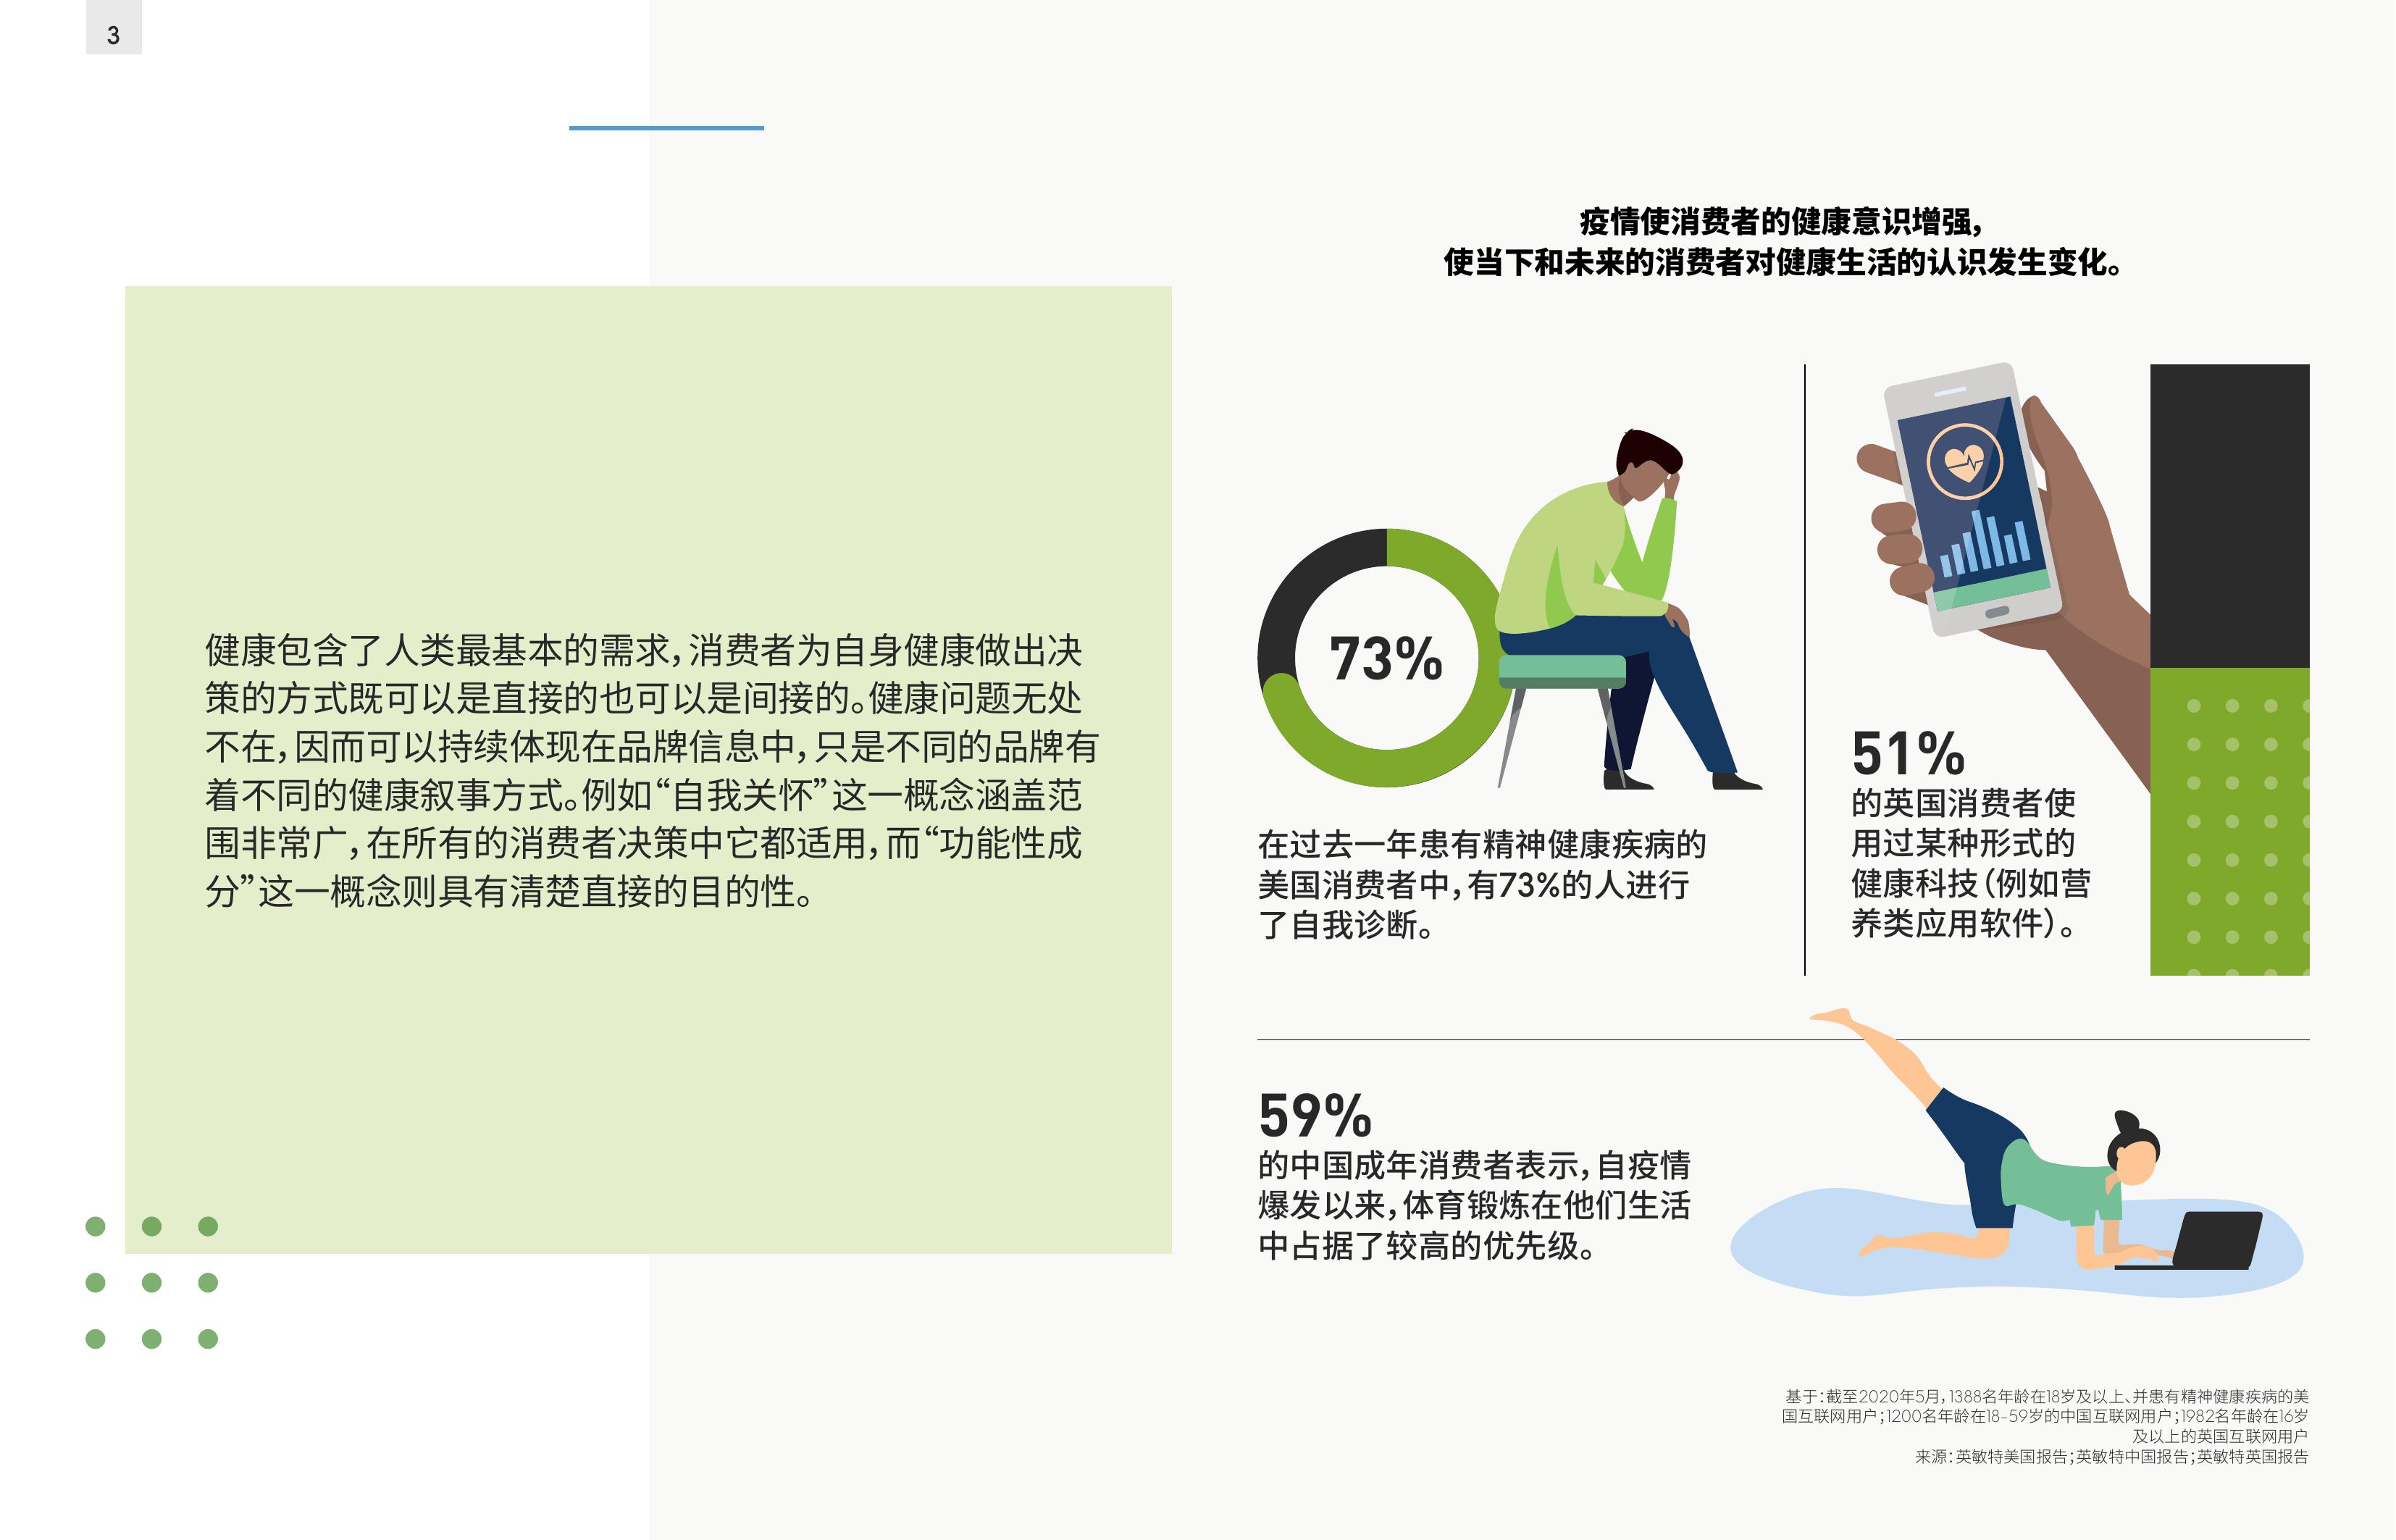 3
健康包含了人类最基本的需求，消费者为自身健康做出决
策的方式既可以是直接的也可以是间接的。健康问题无处
不在，因而可以持续体现在品牌信息中，只是不同的品牌有
着不同的健康叙事方式。例如“自我关怀”这一概念涵盖范
围非常广，在所有的消费者决策中它都适用，而“功能性成
分”这一概念则具有清楚直接的目的性。
疫情使消费者的健康意识增强，
使当下和未来的消费者对健康生活的认识发生变化。
73%
在过去一年患有精神健康疾病的
美国消费者中，有73%的人进行
了自我诊断。
51%
的英国消费者使
用过某种形式的
健康科技（例如营
养类应用软件）。
59%
的中国成年消费者表示，自疫情
爆发以来，体育锻炼在他们生活
中占据了较高的优先级。
基于：截至2020年5月，1388名年龄在18岁及以上、并患有精神健康疾病的美
国互联网用户；1200名年龄在18-59岁的中国互联网用户；1982名年龄在16岁
及以上的英国互联网用户
来源：英敏特美国报告；英敏特中国报告；英敏特英国报告